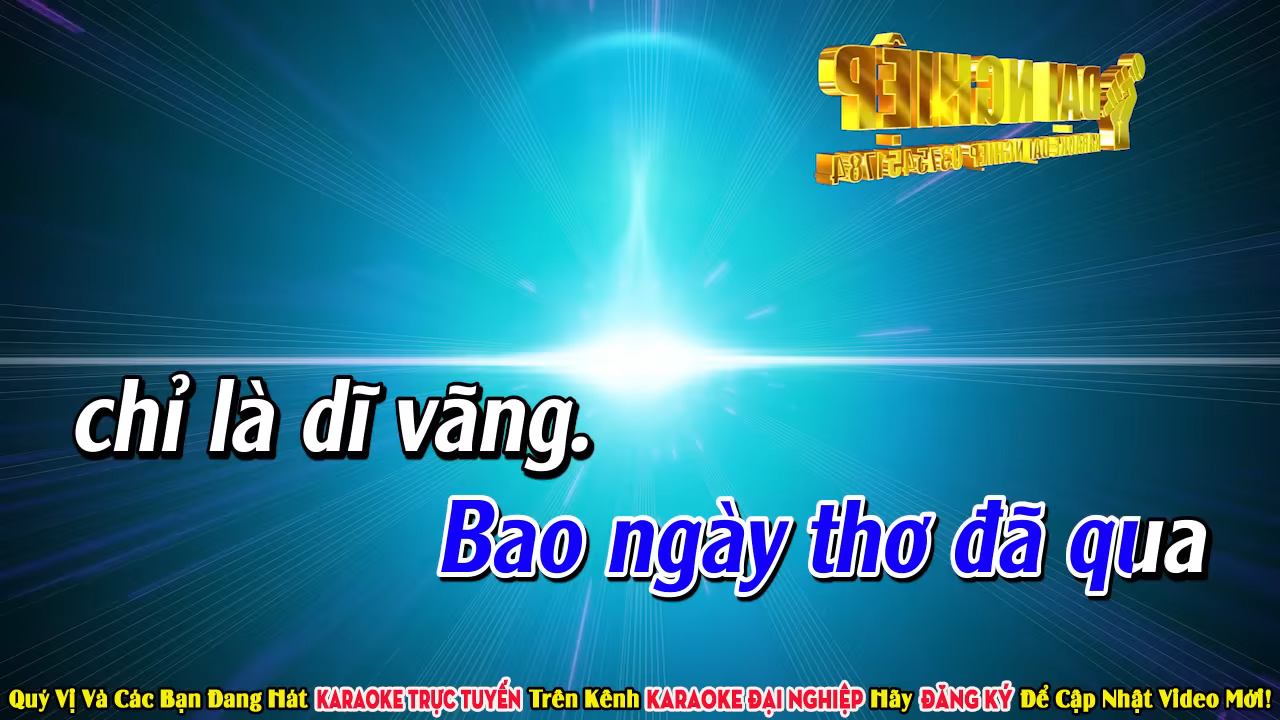 ĐẠI NGHIỆP
chỉ là dĩ vãng.
Bao ngày thơ đã qua
Quý Vị Và Các Bạn Đang Hát KARAOKE TRỰC TUYẾN Trên Kênh KARAOKE ĐẠI NGHIỆP Hãy ĐĂNG KÝ Để Cập Nhật Video Mới!